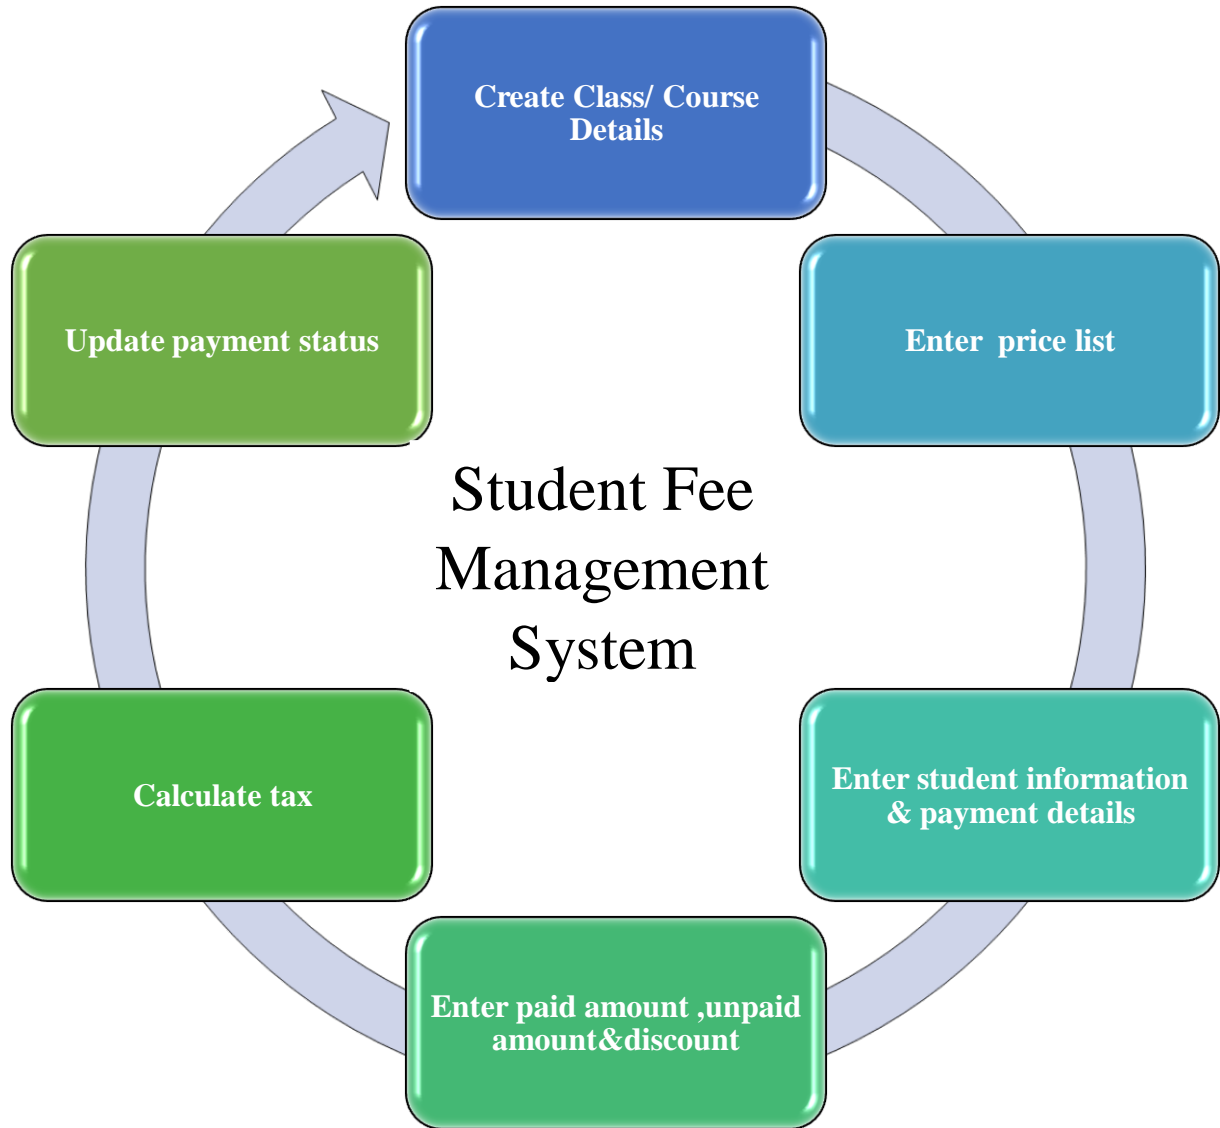 Create Class/ Course
Details
Enter  price list
Enter student information
& payment details
Enter paid amount ,unpaid
amount&discount
Calculate tax
Update payment status
Student Fee
Management
System